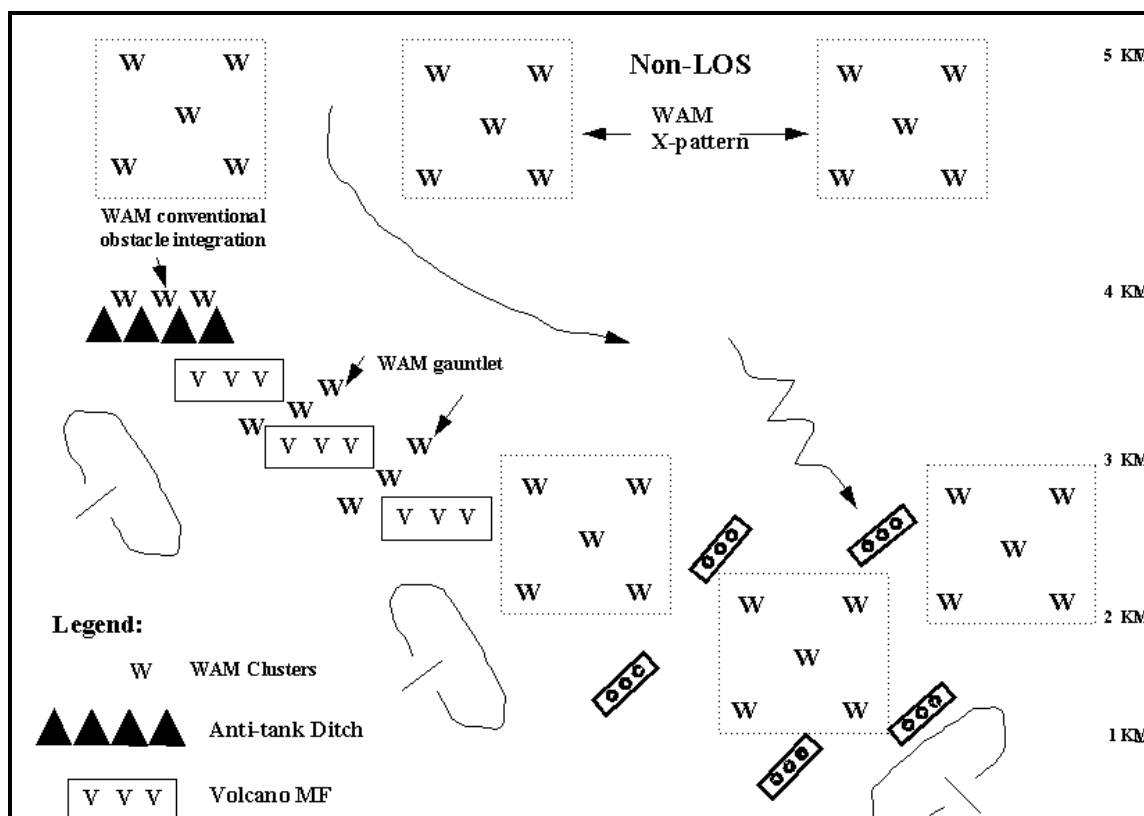 W W W W Non-LOS W W 5 KM
W W WAM W
X-pattern
W W W W W W
WAM conventional
obstacle integration
W W W 4 KM
V V V W WAM gauntlet
W
W V V V W 3 KM
W W W W W
W V V V
W W
W W W W W W
W W 2 KM
Legend:
W WAM Clusters W
W W
Anti-tank Ditch
1 KM
V V V Volcano MF